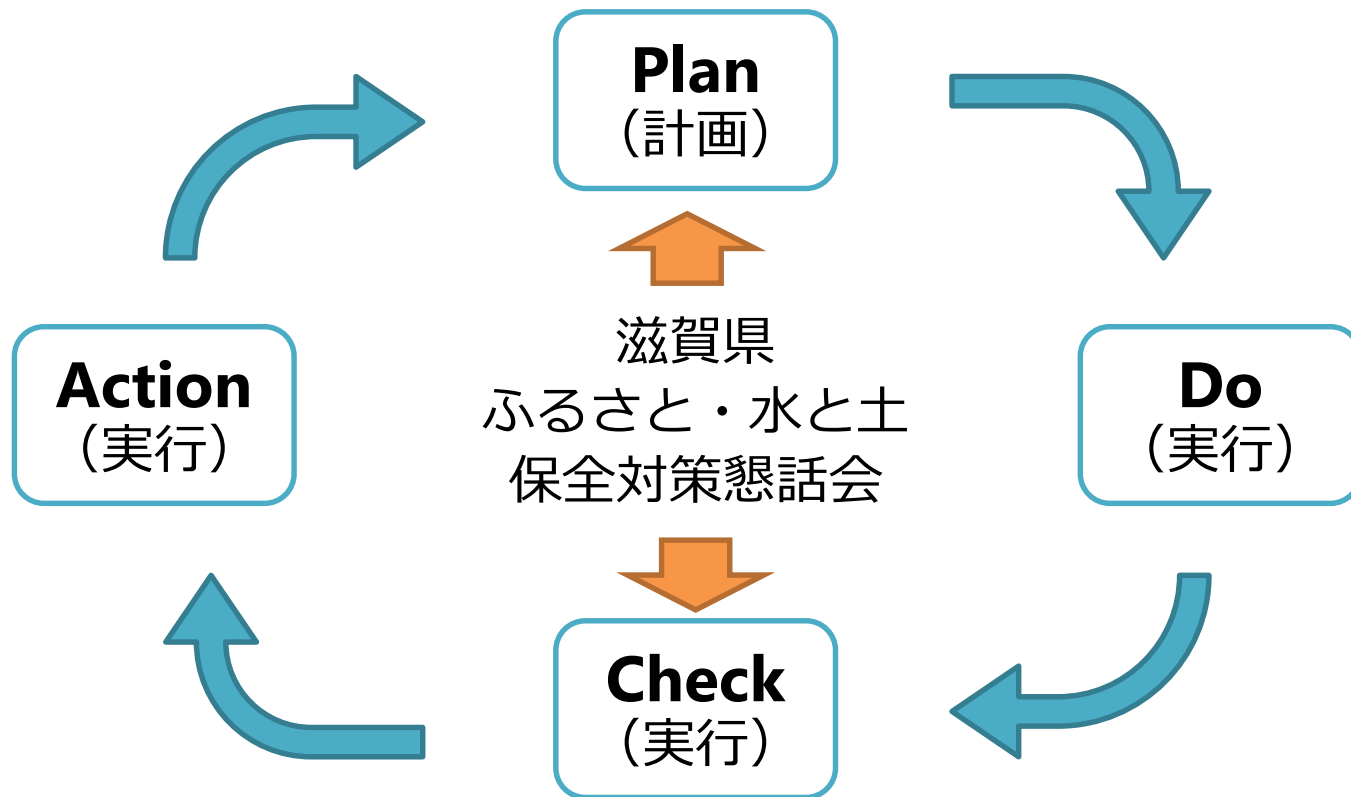 Plan
（計画）
Action
（実行）
滋賀県
ふるさと・水と土
保全対策懇話会
Do
（実行）
Check
（実行）